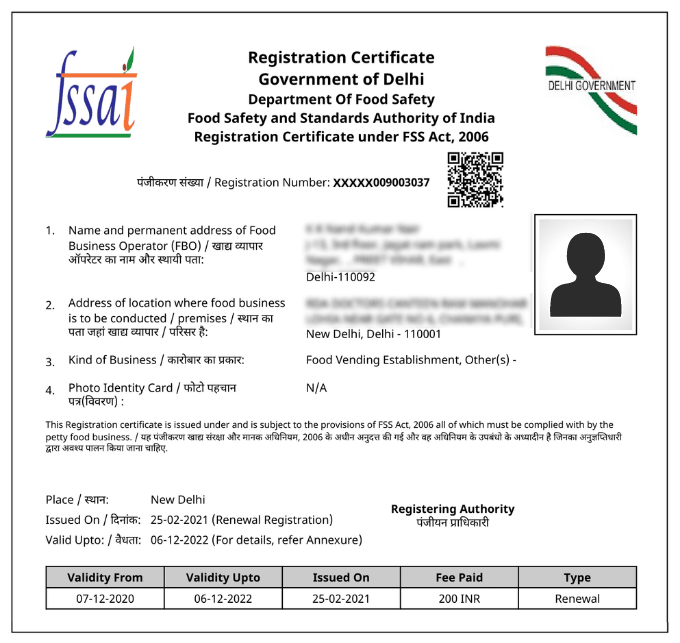 fssai
Registration Certificate
Government of Delhi
Department Of Food Safety
Food Safety and Standards Authority of India
Registration Certificate under FSS Act, 2006
DELHI GOVERNMENT
पंजीकरण संख्या / Registration Number: XXXXX009003037
1. Name and permanent address of Food
Business Operator (FBO) / खाद्य व्यापार
ऑपरेटर का नाम और स्थायी पता:
Delhi-110092
2. Address of location where food business
is to be conducted / premises / स्थान का
पता जहां खाद्य व्यापार / परिसर है:
New Delhi, Delhi - 110001
3. Kind of Business / कारोबार का प्रकार: Food Vending Establishment, Other(s) -
4. Photo Identity Card / फोटो पहचान N/A
पत्र(विवरण) :
This Registration certificate is issued under and is subject to the provisions of FSS Act, 2006 all of which must be complied with by the
petty food business. / यह पंजीकरण खाद्य संरक्षा और मानक अधिनियम, 2006 के अधीन अनुदत्त की गई और वह अधिनियम के उपबंधो के अध्यादीन है जिनका अनुज्ञप्तिधारी
द्वारा अवश्य पालन किया जाना चाहिए.
Place / स्थान: New Delhi
Issued On / दिनांक: 25-02-2021 (Renewal Registration)
Valid Upto: / वैधता: 06-12-2022 (For details, refer Annexure)
Registering Authority
पंजीयन प्राधिकारी
Validity From Validity Upto Issued On Fee Paid Type
07-12-2020 06-12-2022 25-02-2021 200 INR Renewal